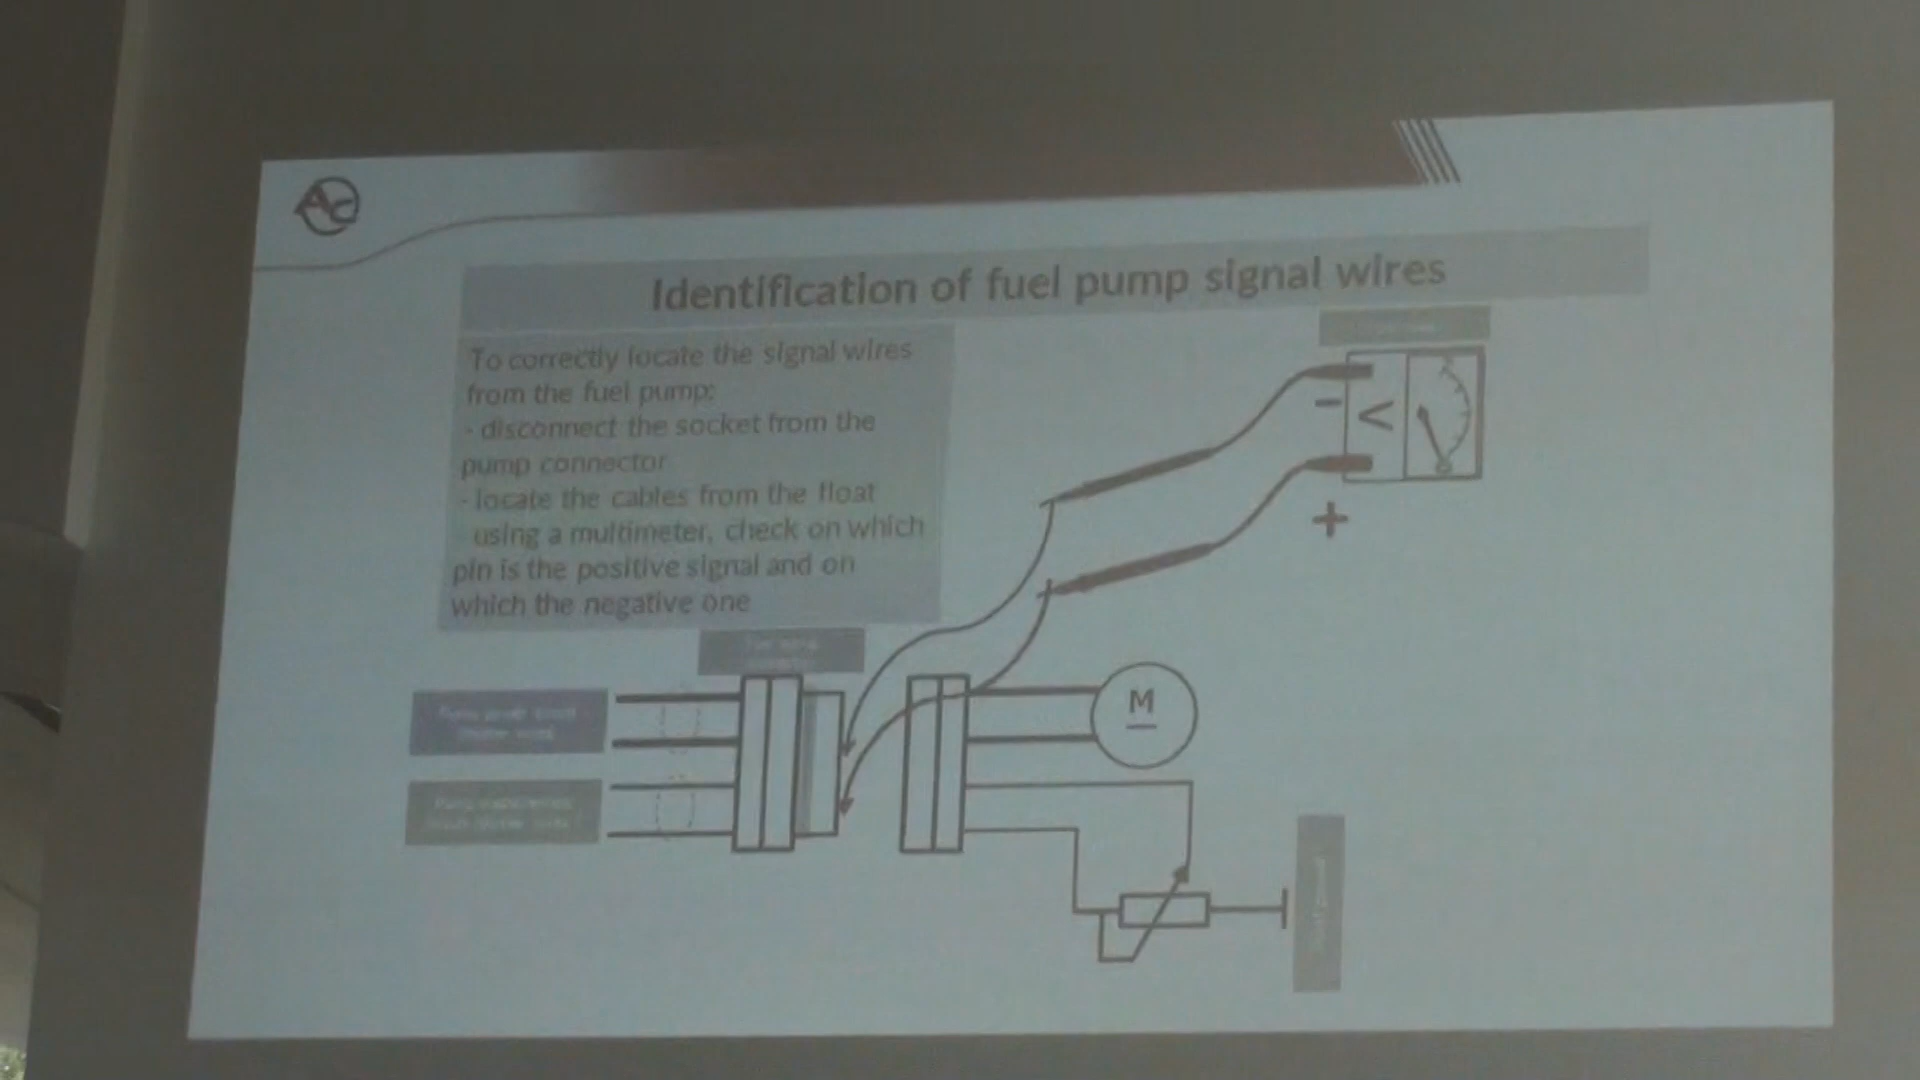 Ac
Identification of fuel pump signal wires
To correctly locate the signal wires
from the fuel pump:
- disconnect the socket from the
pump connector
- locate the cables from the float
using a multimeter, check on which
pin is the positive signal and on
which the negative one
-
V
+
M